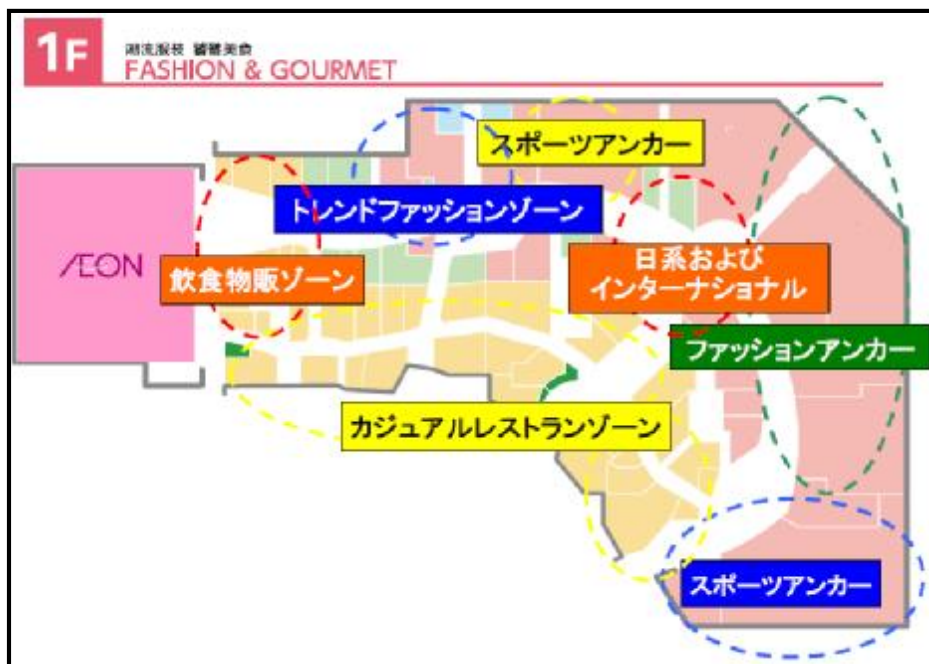 1F
潮流服装 饕餮美食
FASHION & GOURMET
スポーツアンカー
トレンドファッションゾーン
ÆON
飲食物販ゾーン
日系および
インターナショナル
ファッションアンカー
カジュアルレストランゾーン
スポーツアンカー